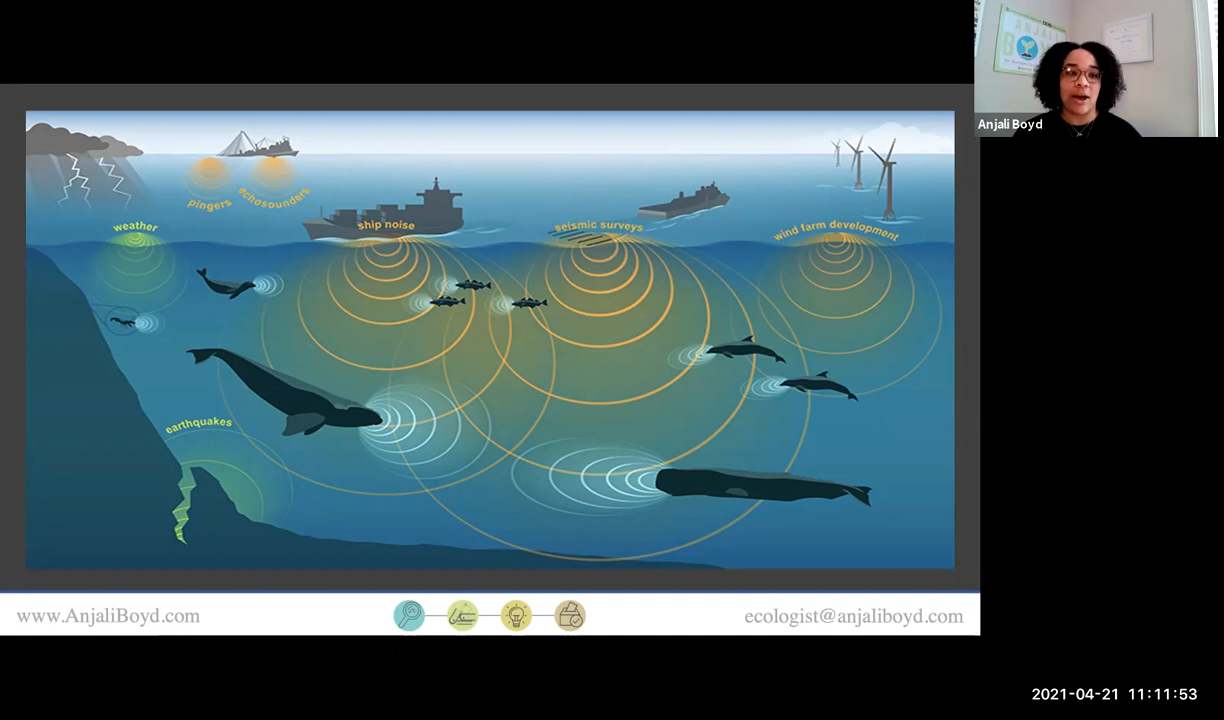 Anjali Boyd
pingers
echosounders
weather
ship noise
seismic surveys
wind farm development
earthquakes
www.AnjaliBoyd.com
ecologist@anjaliboyd.com
2021-04-21 11:11:53